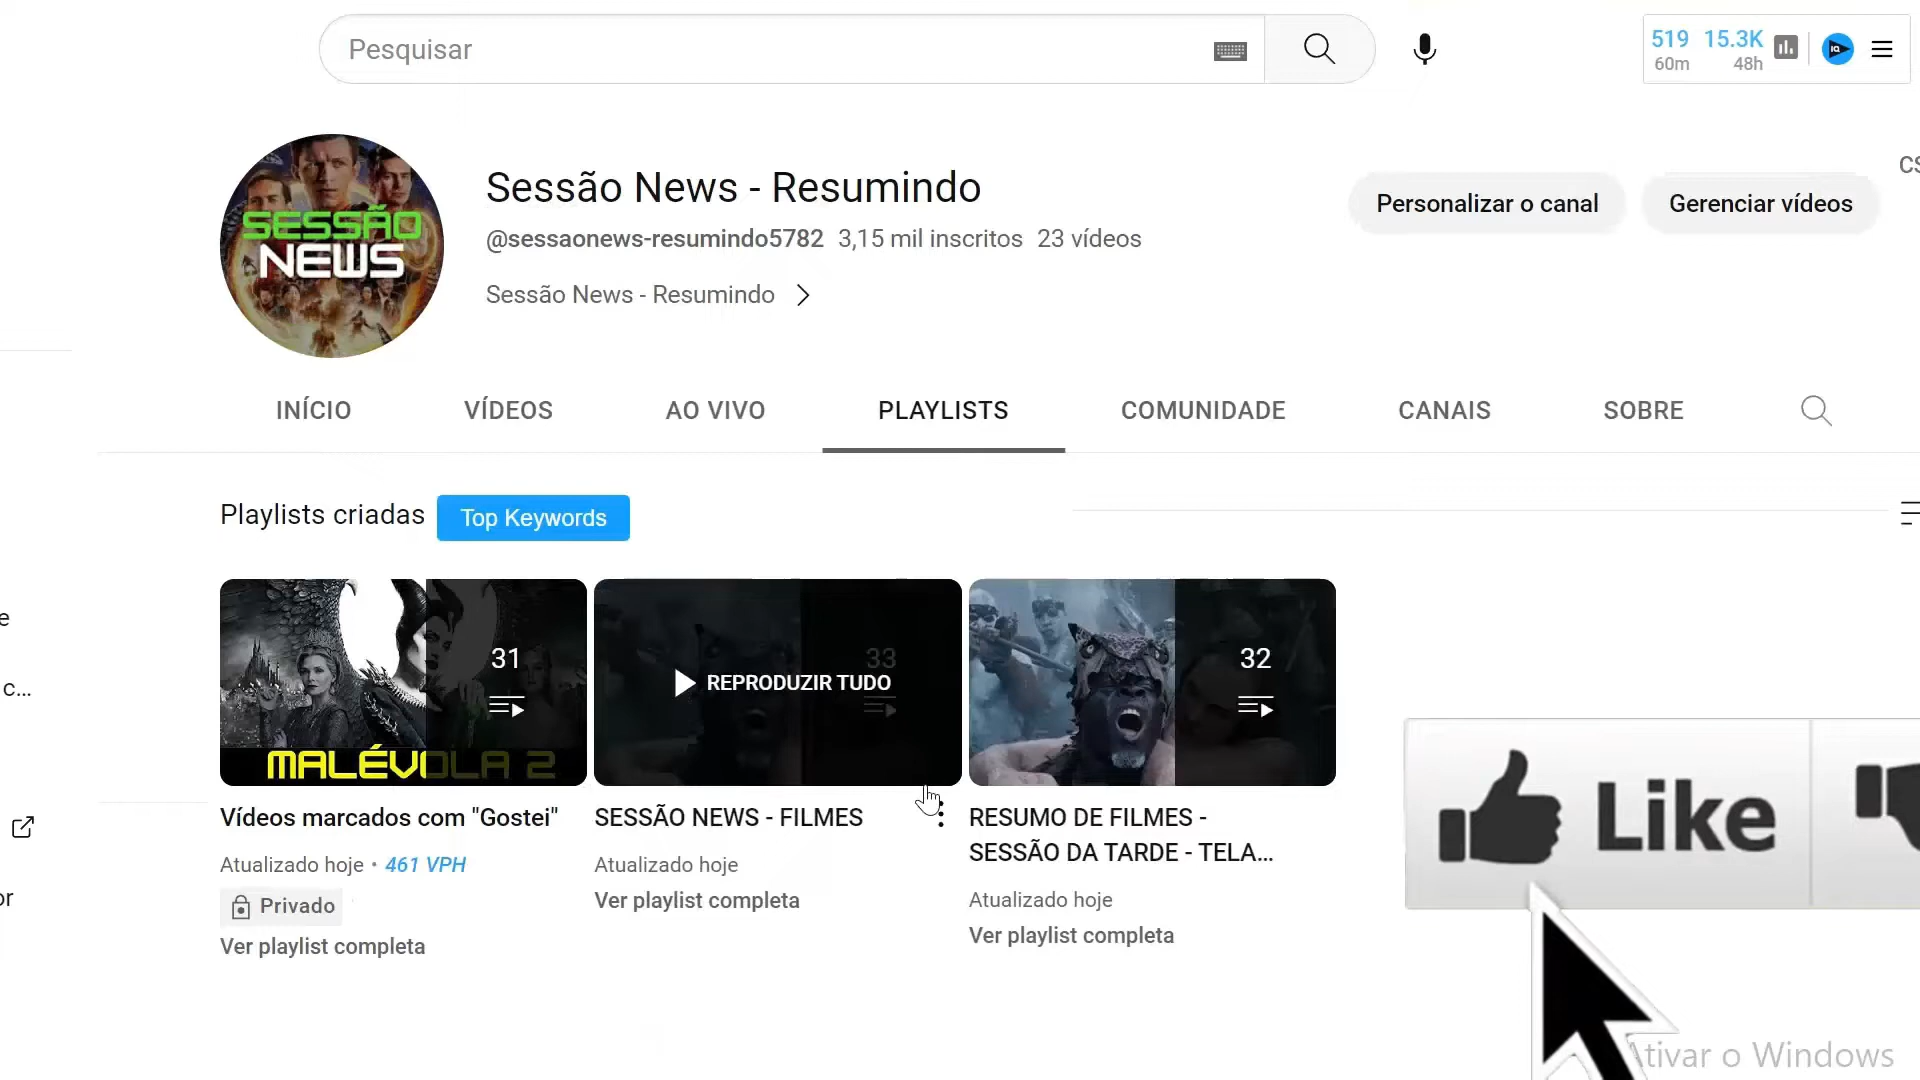 Pesquisar
519 15.3K
60m 48h
SESSÃO
NEWS
Sessão News - Resumindo
@sessaonews-resumindo5782 3,15 mil inscritos 23 vídeos
Sessão News - Resumindo
Personalizar o canal
Gerenciar vídeos
INÍCIO
VÍDEOS
AO VIVO
PLAYLISTS
COMUNIDADE
CANAIS
SOBRE
Playlists criadas
Top Keywords
31
MALÉVOLA 2
33
REPRODUZIR TUDO
32
Vídeos marcados com "Gostei"
Atualizado hoje • 461 VPH
Privado
Ver playlist completa
SESSÃO NEWS - FILMES
Atualizado hoje
Ver playlist completa
RESUMO DE FILMES -
SESSÃO DA TARDE - TELA...
Atualizado hoje
Ver playlist completa
Like
Ativar o Windows